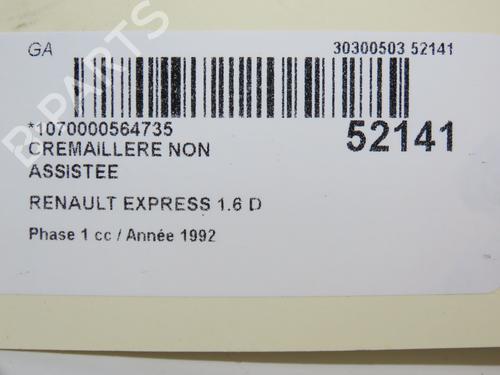 GA 30300503 52141
*1070000564735
52141
CREMAILLERE NON
ASSISTEE
RENAULT EXPRESS 1.6 D
Phase 1 cc / Année 1992
B-PARTS